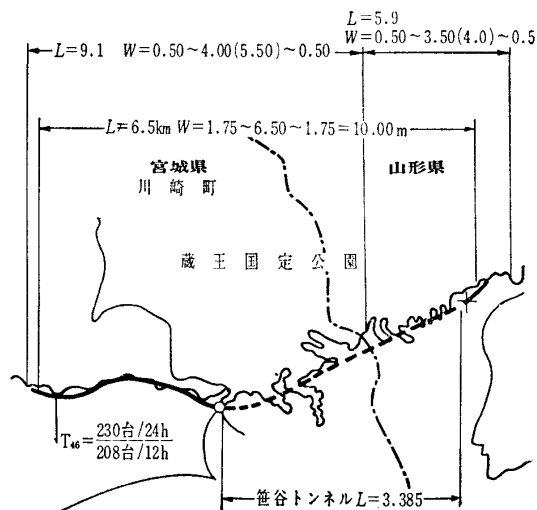 L=5.9
L=9.1 W=0.50~4.00(5.50)~0.50
W=0.50~3.50(4.0)~0.5
L=6.5km W=1.75~6.50~1.75=10.00m
宮城県
山形県
川崎町
蔵王国定公園
T₄₆=230台/24h
208台/12h
笹谷トンネルL=3.385